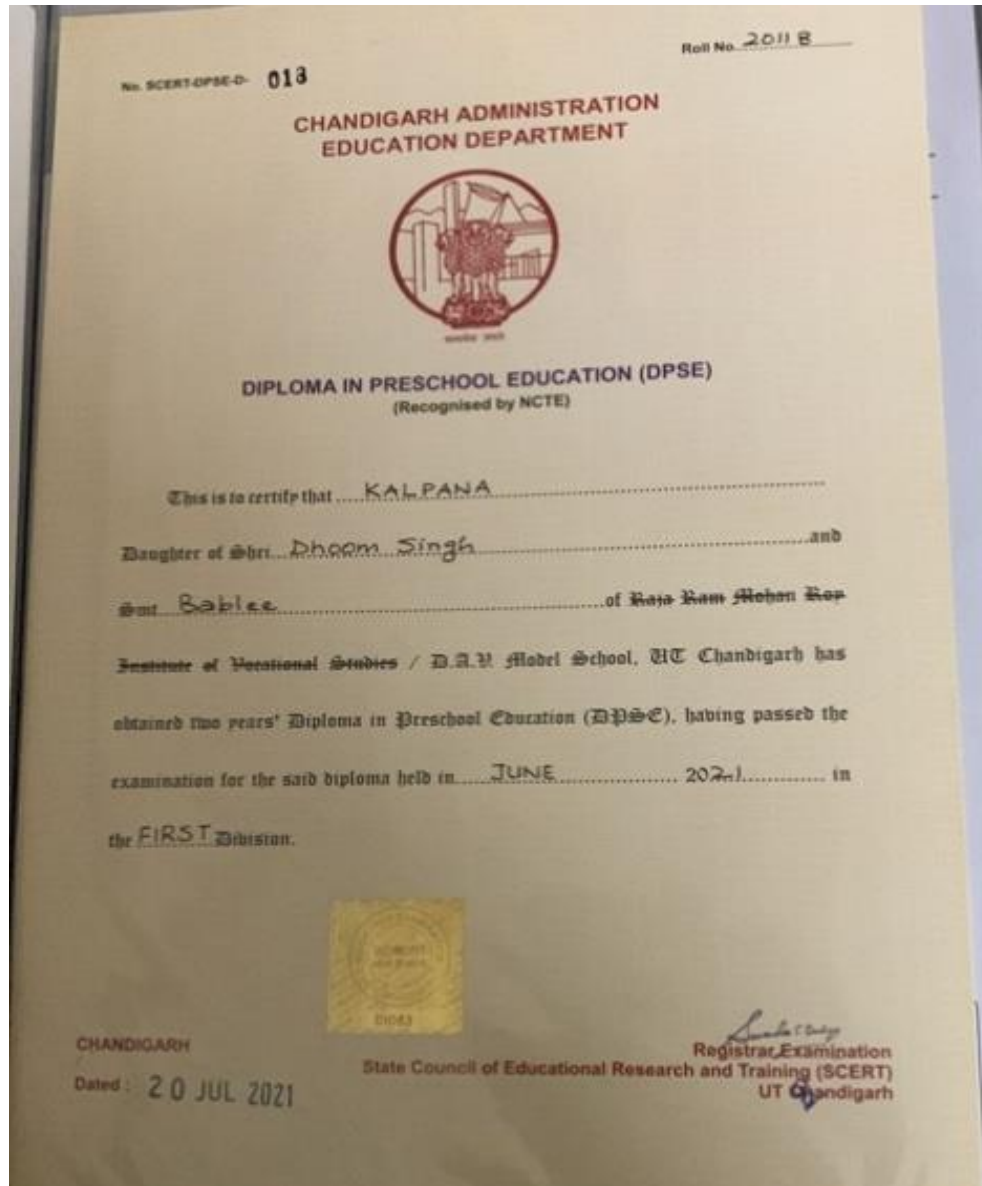 Roll No. 2011 B
No. SCERT-DPSE-D- 013
CHANDIGARH ADMINISTRATION
EDUCATION DEPARTMENT
DIPLOMA IN PRESCHOOL EDUCATION (DPSE)
(Recognised by NCTE)
This is to certify that KALPANA
Daughter of Shri Dhoom Singh and
Smt Bablee of Raja Ram Mohan Roy
Institute of Vocational Studies / D.A.V. Model School, UT Chandigarh has
obtained two years' Diploma in Preschool Education (DPSE), having passed the
examination for the said diploma held in JUNE 2021 in
the FIRST Division.
01063
CHANDIGARH
Registrar Examination
State Council of Educational Research and Training (SCERT)
Dated : 20 JUL 2021
UT Chandigarh